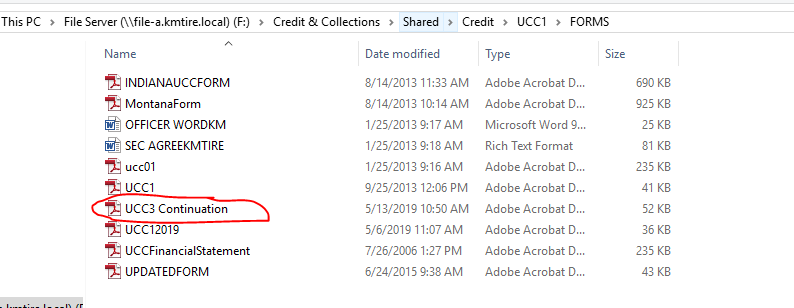 This PC > File Server (\\file-a.kmtire.local) (F:) > Credit & Collections > Shared > Credit > UCC1 > FORMS
Name Date modified Type Size
INDIANAUCCFORM 8/14/2013 11:33 AM Adobe Acrobat D... 690 KB
MontanaForm 8/14/2013 10:14 AM Adobe Acrobat D... 925 KB
OFFICER WORDKM 1/25/2013 9:17 AM Microsoft Word 9... 25 KB
SEC AGREEKMTIRE 1/25/2013 9:18 AM Rich Text Format 81 KB
ucc01 1/25/2013 9:16 AM Adobe Acrobat D... 235 KB
UCC1 9/25/2013 12:06 PM Adobe Acrobat D... 41 KB
UCC3 Continuation 5/13/2019 10:50 AM Adobe Acrobat D... 52 KB
UCC12019 5/6/2019 11:07 AM Adobe Acrobat D... 36 KB
UCCFinancialStatement 7/26/2006 1:27 PM Adobe Acrobat D... 235 KB
UPDATEDFORM 6/24/2015 9:38 AM Adobe Acrobat D... 43 KB